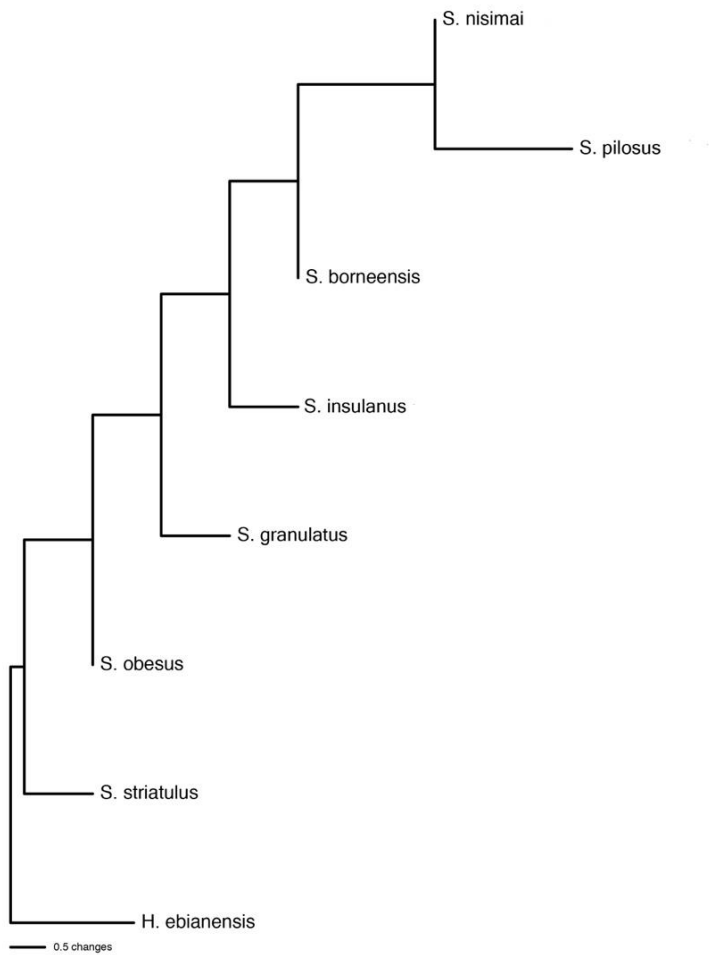 S. nisimai
S. pilosus
S. borneensis
S. insulanus
S. granulatus
S. obesus
S. striatulus
H. ebianensis
0.5 changes